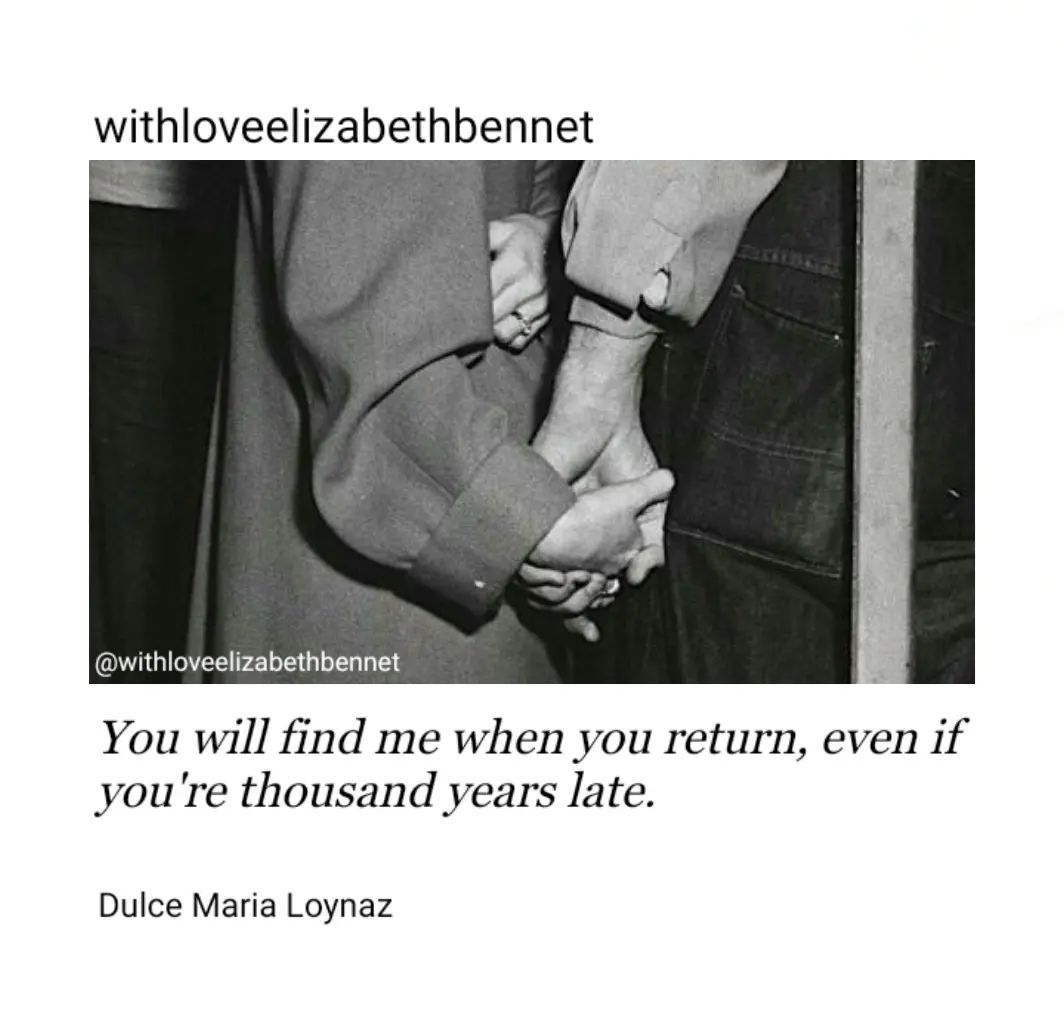 withloveelizabethbennet
@withloveelizabethbennet
You will find me when you return, even if
you're thousand years late.
Dulce Maria Loynaz